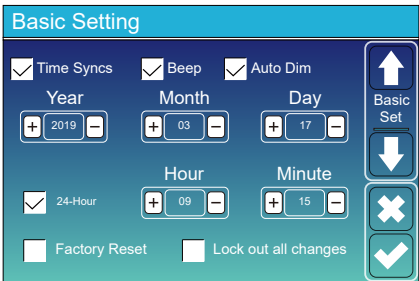 Basic Setting
Time Syncs Beep Auto Dim
Year Month Day
+ 2019 − + 03 − + 17 −
Basic
Set
Hour Minute
24-Hour + 09 − + 15 −
Factory Reset Lock out all changes